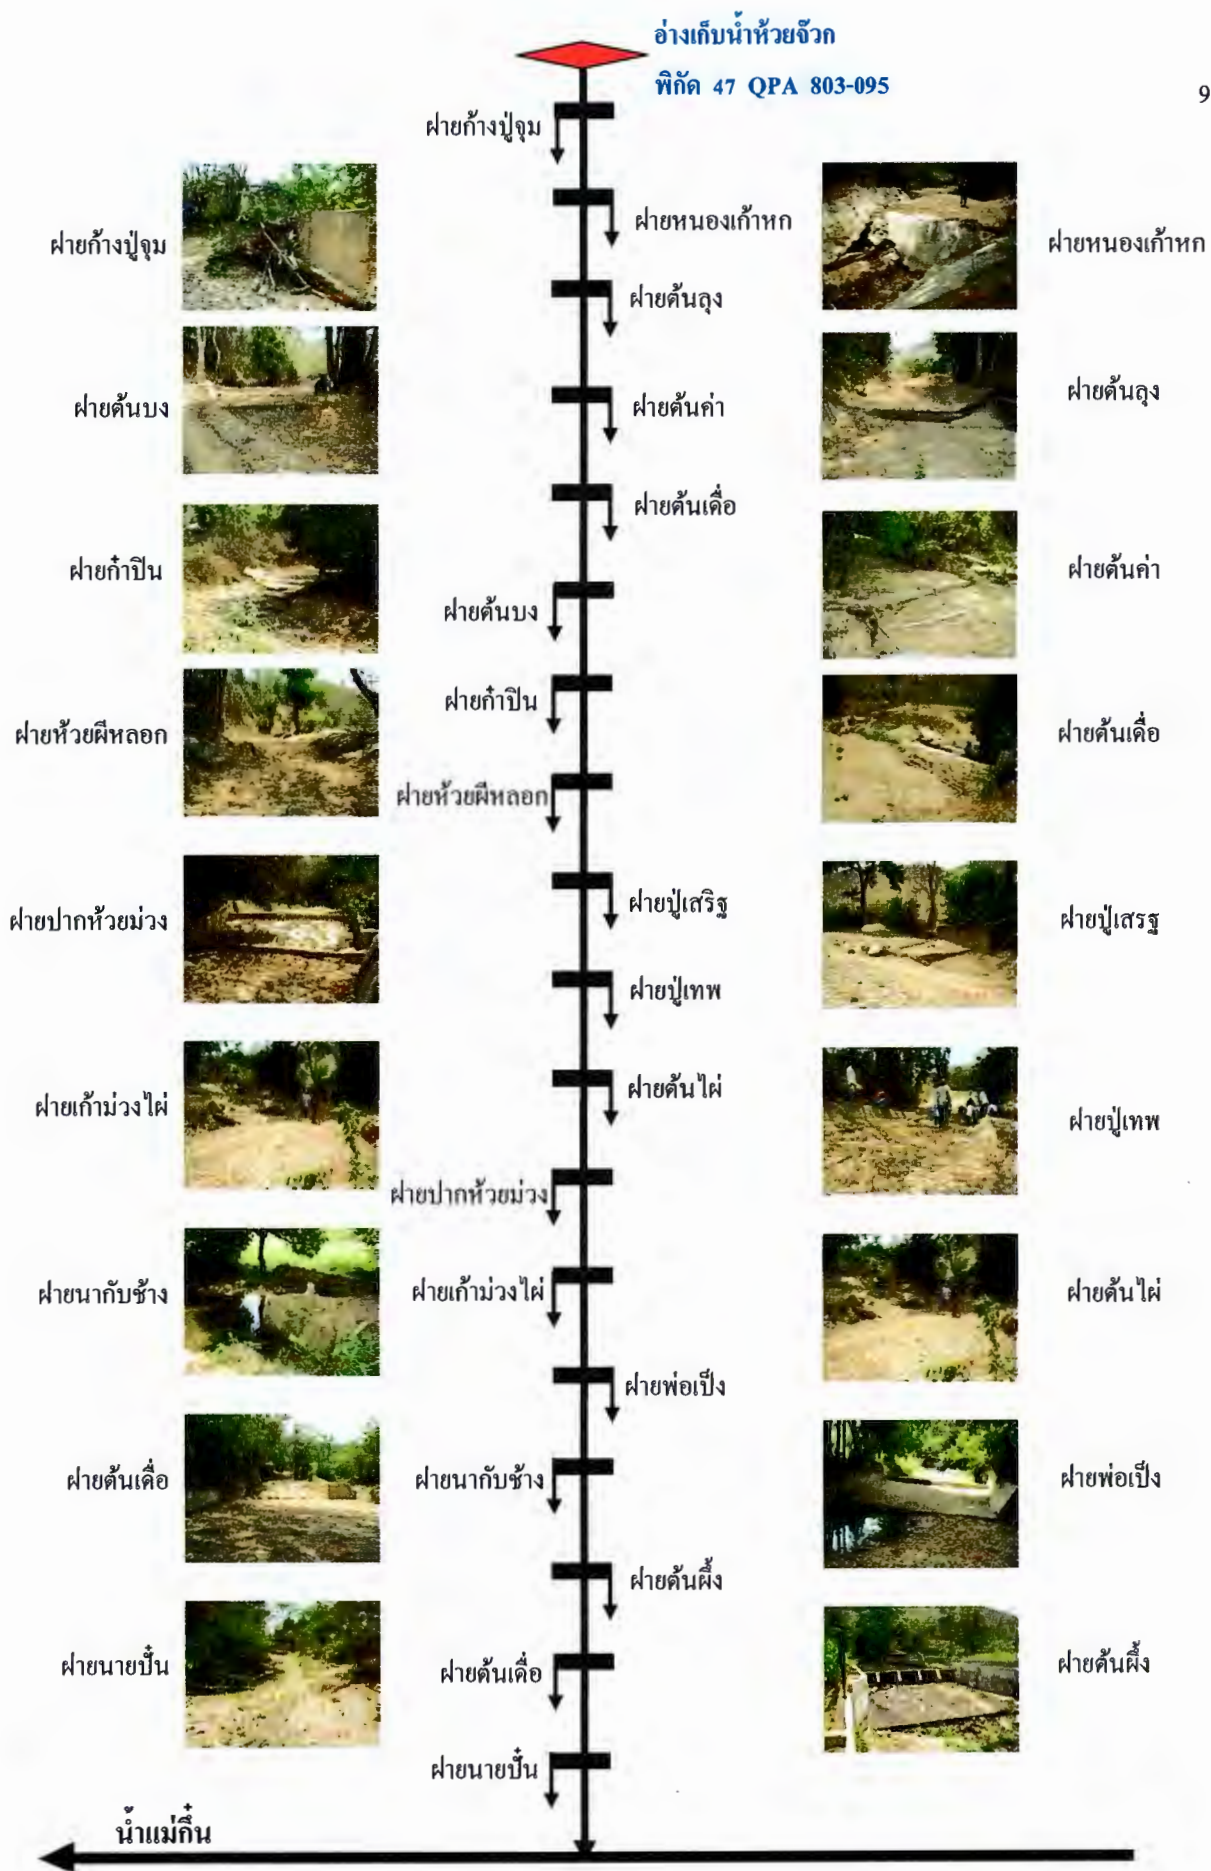 อ่างเก็บน้ำห้วยจ๊วก
พิกัด 47 QPA 803-095
9
ฝายก้างปู่จุม
ฝายหนองเก้าหก
ฝายต้นลุง
ฝายต้นค่า
ฝายต้นเดื่อ
ฝายต้นบง
ฝายก๋ำปิน
ฝายห้วยผีหลอก
ฝายปู่เสริฐ
ฝายปู่เทพ
ฝายต้นไผ่
ฝายปากห้วยม่วง
ฝายเก้าม่วงไผ่
ฝายพ่อเป็ง
ฝายนากับช้าง
ฝายต้นผึ้ง
ฝายต้นเดื่อ
ฝายนายปั๋น
ฝายก้างปู่จุม
ฝายต้นบง
ฝายก๋ำปิน
ฝายห้วยผีหลอก
ฝายปากห้วยม่วง
ฝายเก้าม่วงไผ่
ฝายนากับช้าง
ฝายต้นเดื่อ
ฝายนายปั๋น
ฝายหนองเก้าหก
ฝายต้นลุง
ฝายต้นค่า
ฝายต้นเดื่อ
ฝายปู่เสรฐ
ฝายปู่เทพ
ฝายต้นไผ่
ฝายพ่อเป็ง
ฝายต้นผึ้ง
น้ำแม่กึ๋น